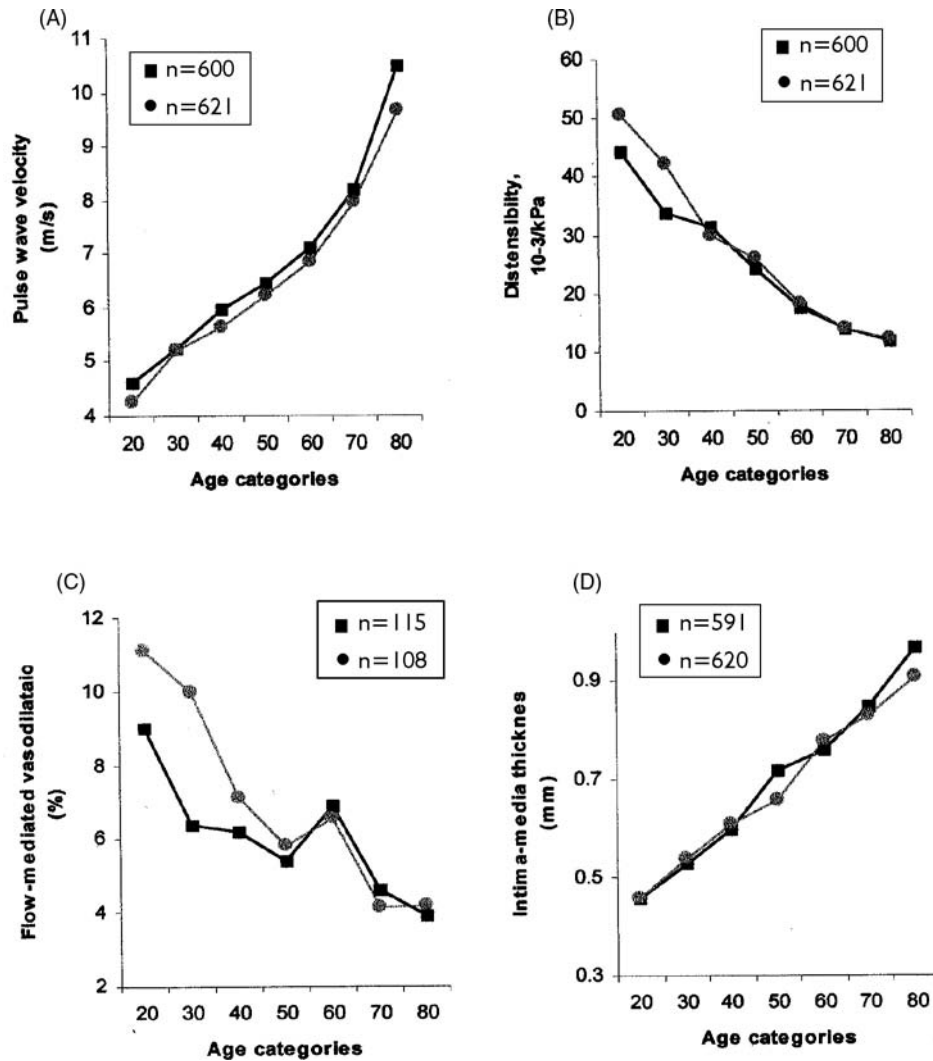 (A)
11
10
9
8
7
6
5
4
n=600
n=621
Pulse wave velocity
(m/s)
20 30 40 50 60 70 80
Age categories
(B)
60
50
40
30
20
10
0
n=600
n=621
Distensibilty,
10-3/kPa
20 30 40 50 60 70 80
Age categories
(C)
12
10
8
6
4
2
n=115
n=108
Flow-mediated vasodilataic
(%)
20 30 40 50 60 70 80
Age categories
(D)
0.9
0.7
0.5
0.3
n=591
n=620
Intima-media thicknes
(mm)
20 30 40 50 60 70 80
Age categories